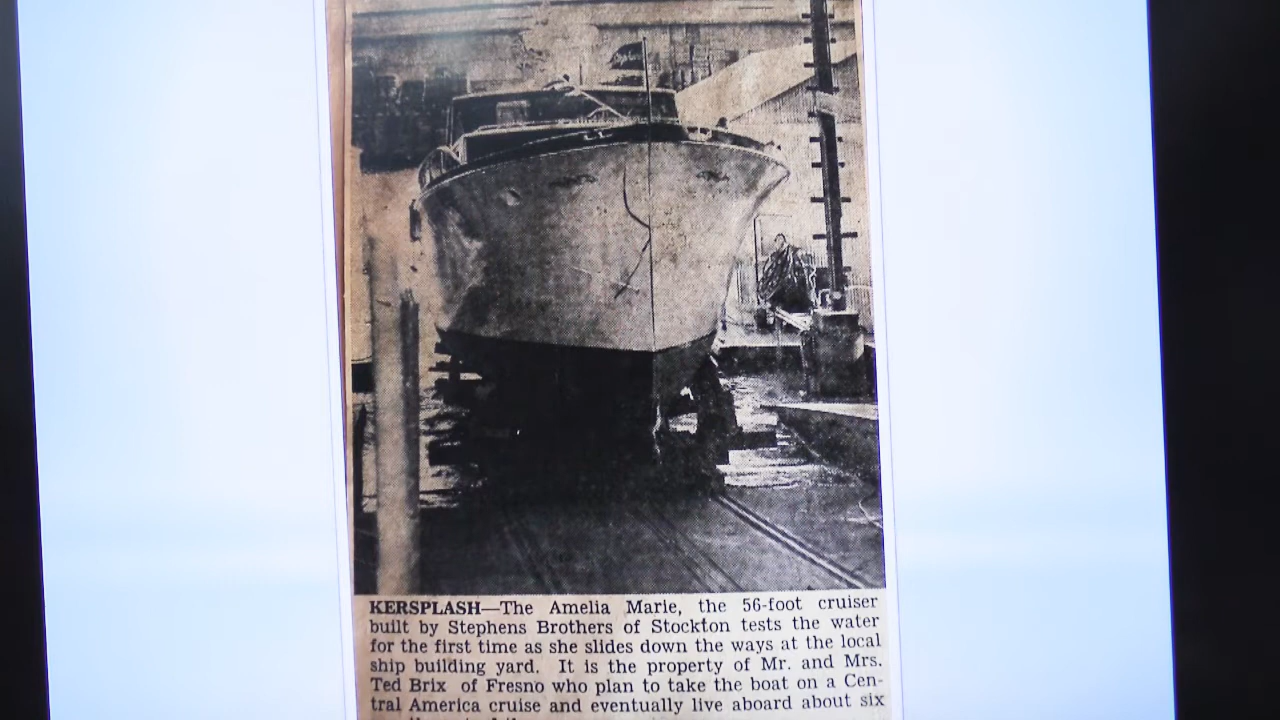 KERSPLASH—The Amelia Marie, the 56-foot cruiser
built by Stephens Brothers of Stockton tests the water
for the first time as she slides down the ways at the local
ship building yard. It is the property of Mr. and Mrs.
Ted Brix of Fresno who plan to take the boat on a Cen-
tral America cruise and eventually live aboard about six